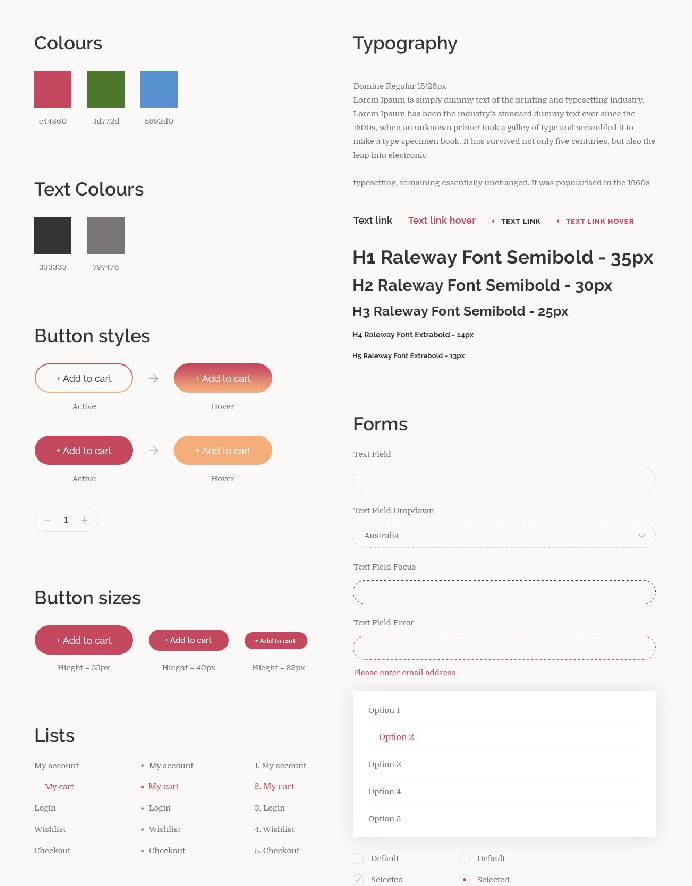 Colours
c44860 4d772d 5892d0
Text Colours
333333 797476
Button styles
+ Add to cart → + Add to cart
Active Hover
+ Add to cart → + Add to cart
Active Hover
− 1 +
Button sizes
+ Add to cart + Add to cart + Add to cart
Hieght - 55px Hieght - 40px Hieght - 32px
Lists
My account • My account 1. My account
— My cart • My cart 2. My cart
Login • Login 3. Login
Wishlist • Wishlist 4. Wishlist
Checkout • Checkout 5. Checkout
Typography
Domine Regular 15/26px
Lorem Ipsum is simply dummy text of the printing and typesetting industry.
Lorem Ipsum has been the industry's standard dummy text ever since the
1500s, when an unknown printer took a galley of type and scrambled it to
make a type specimen book. It has survived not only five centuries, but also the
leap into electronic
typesetting, remaining essentially unchanged. It was popularised in the 1960s
Text link Text link hover + TEXT LINK + TEXT LINK HOVER
H1 Raleway Font Semibold - 35px
H2 Raleway Font Semibold - 30px
H3 Raleway Font Semibold - 25px
H4 Raleway Font Extrabold - 14px
H5 Raleway Font Extrabold - 13px
Forms
Text Field
Text Field Dropdown
Australia
Text Field Focus
Text Field Error
Please enter email address
Option 1
Option 2
Option 3
Option 4
Option 5
Default Default
Selected Selected